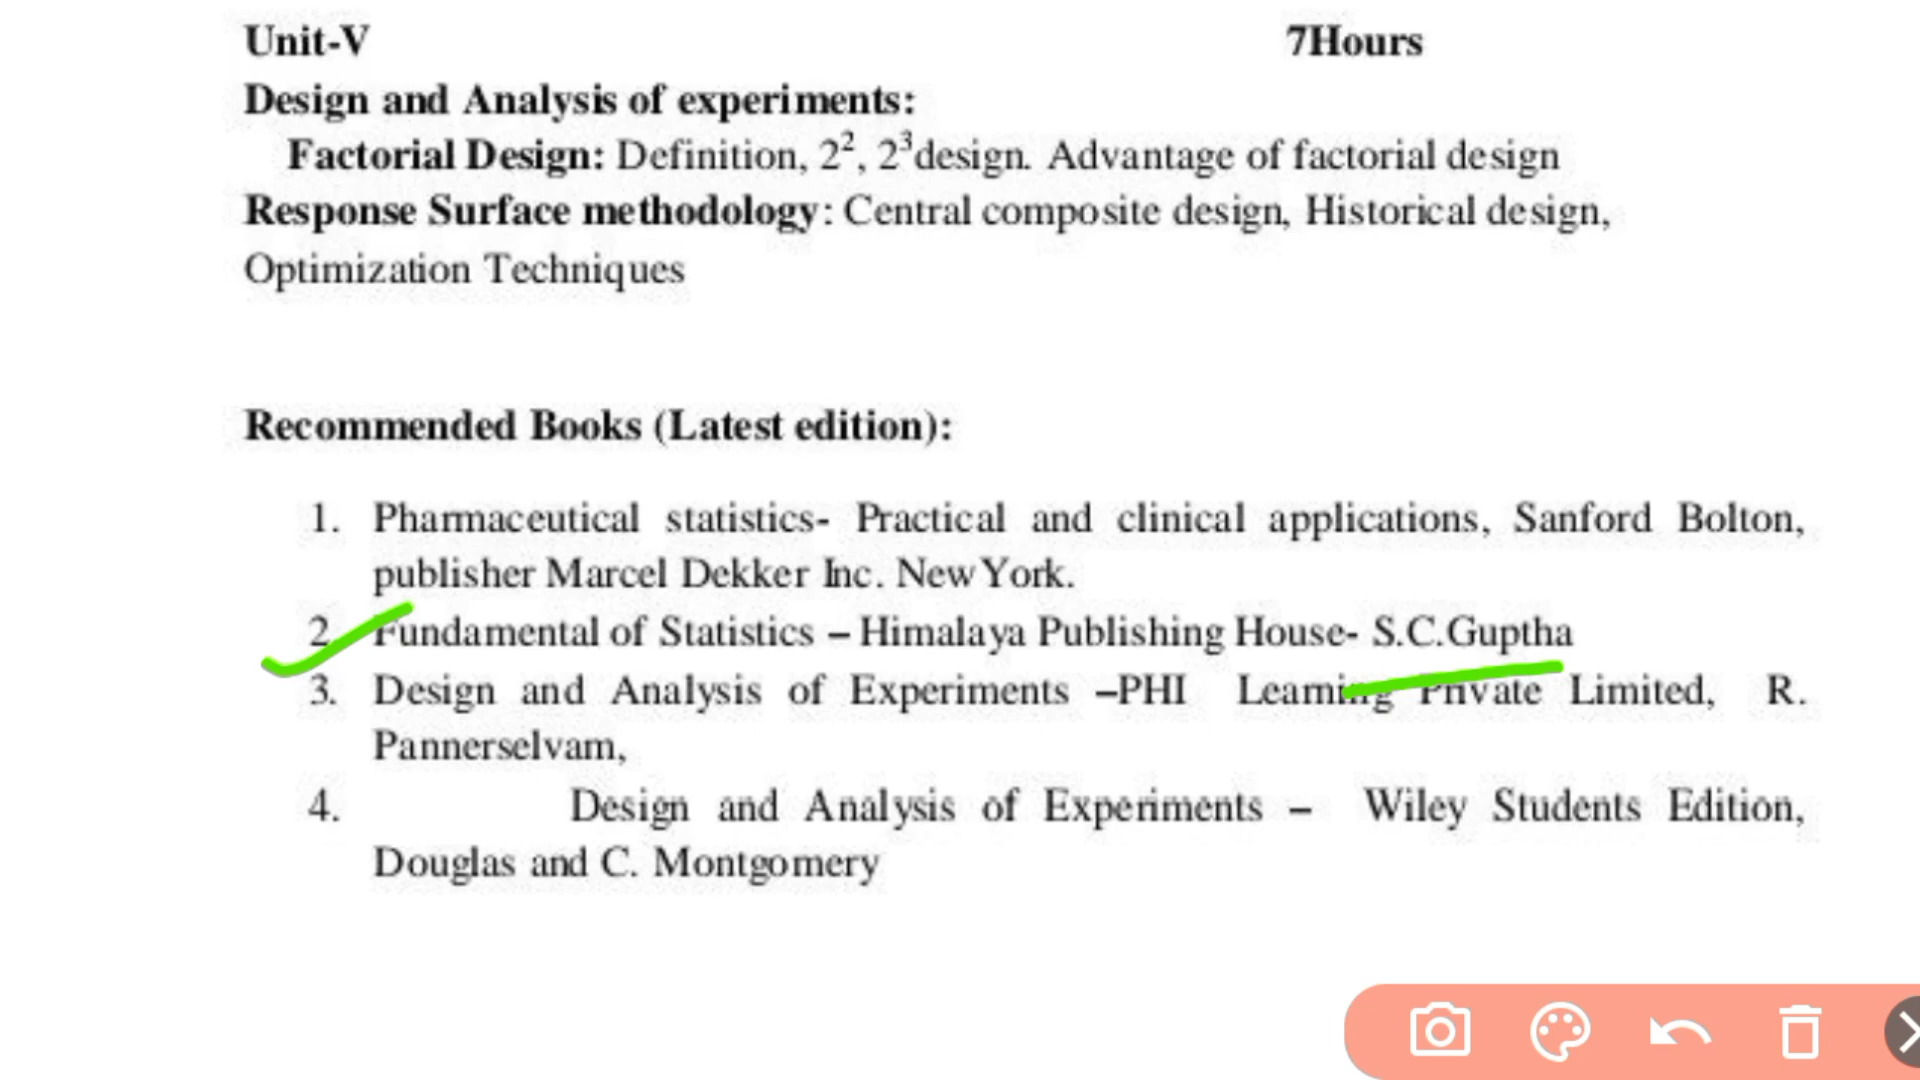 Unit-V 7Hours
Design and Analysis of experiments:
Factorial Design: Definition, 2², 2³design. Advantage of factorial design
Response Surface methodology: Central composite design, Historical design,
Optimization Techniques
Recommended Books (Latest edition):
1. Pharmaceutical statistics- Practical and clinical applications, Sanford Bolton,
publisher Marcel Dekker Inc. New York.
2. Fundamental of Statistics – Himalaya Publishing House- S.C.Guptha
3. Design and Analysis of Experiments –PHI Learning Private Limited, R.
Pannerselvam,
4. Design and Analysis of Experiments – Wiley Students Edition,
Douglas and C. Montgomery